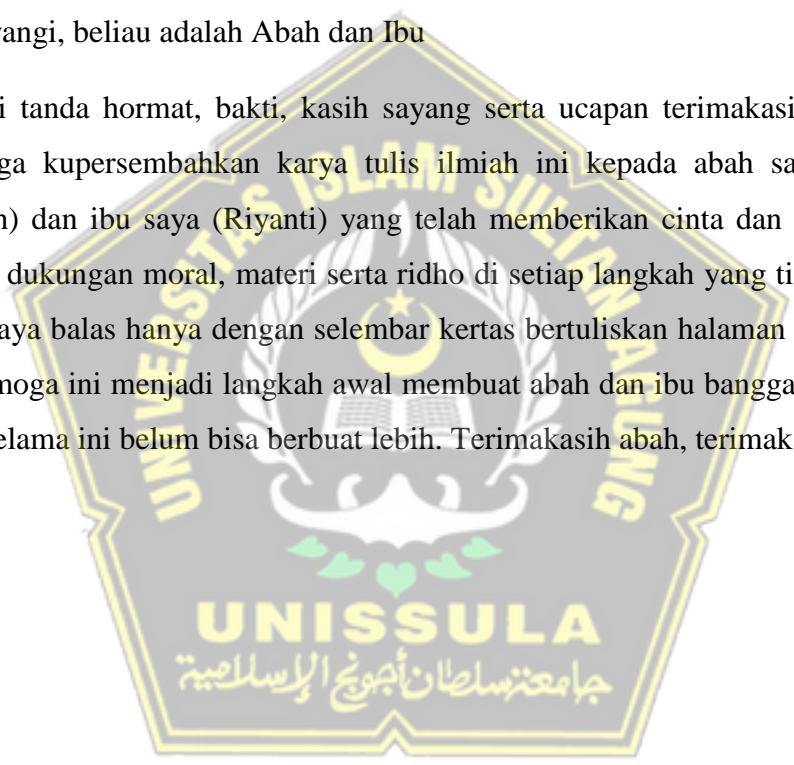 yangi, beliau adalah Abah dan Ibu
i tanda hormat, bakti, kasih sayang serta ucapan terimakasi
ga kupersembahkan karya tulis ilmiah ini kepada abah sa
n) dan ibu saya (Riyanti) yang telah memberikan cinta dan
dukungan moral, materi serta ridho di setiap langkah yang ti
aya balas hanya dengan selembar kertas bertuliskan halaman
moga ini menjadi langkah awal membuat abah dan ibu bangga
elama ini belum bisa berbuat lebih. Terimakasih abah, terimak
UNIVERSITAS ISLAM SULTAN AGUNG
UNISSULA
جامعة سلطان أجونج الإسلامية